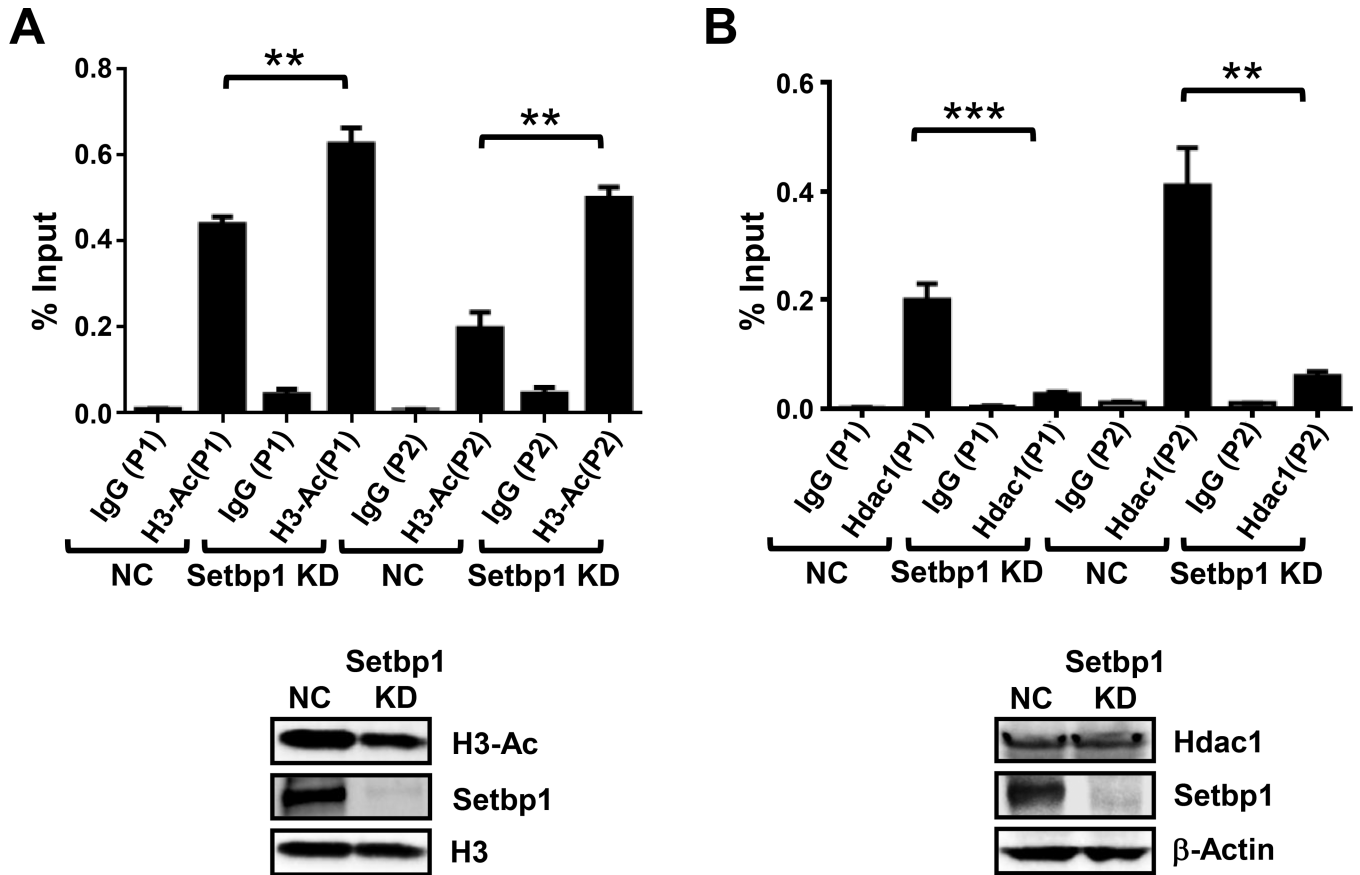 A
**
**
0.8
0.6
0.4
0.2
0.0
% Input
IgG (P1)
H3-Ac(P1)
IgG (P1)
H3-Ac(P1)
IgG (P2)
H3-Ac(P2)
IgG (P2)
H3-Ac(P2)
NC
Setbp1 KD
NC
Setbp1 KD
Setbp1
NC KD
H3-Ac
Setbp1
H3
B
***
**
0.6
0.4
0.2
0.0
% Input
IgG (P1)
Hdac1(P1)
IgG (P1)
Hdac1(P1)
IgG (P2)
Hdac1(P2)
IgG (P2)
Hdac1(P2)
NC
Setbp1 KD
NC
Setbp1 KD
Setbp1
NC KD
Hdac1
Setbp1
β-Actin